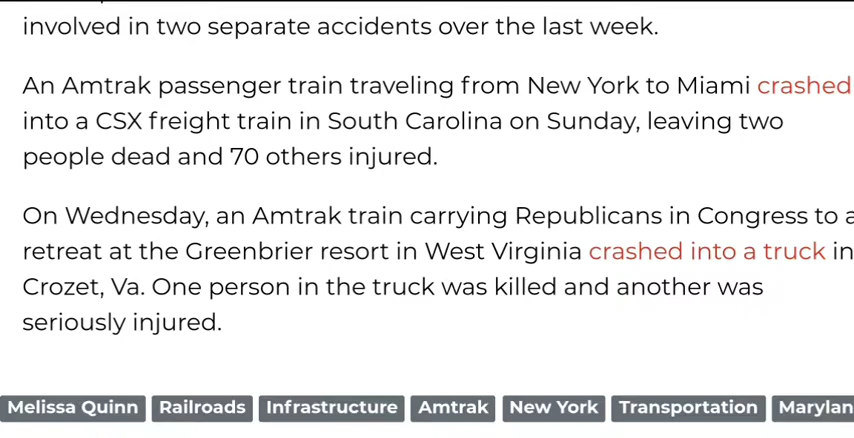 involved in two separate accidents over the last week.
An Amtrak passenger train traveling from New York to Miami crashed
into a CSX freight train in South Carolina on Sunday, leaving two
people dead and 70 others injured.
On Wednesday, an Amtrak train carrying Republicans in Congress to a
retreat at the Greenbrier resort in West Virginia crashed into a truck in
Crozet, Va. One person in the truck was killed and another was
seriously injured.
Melissa Quinn Railroads Infrastructure Amtrak New York Transportation Marylan